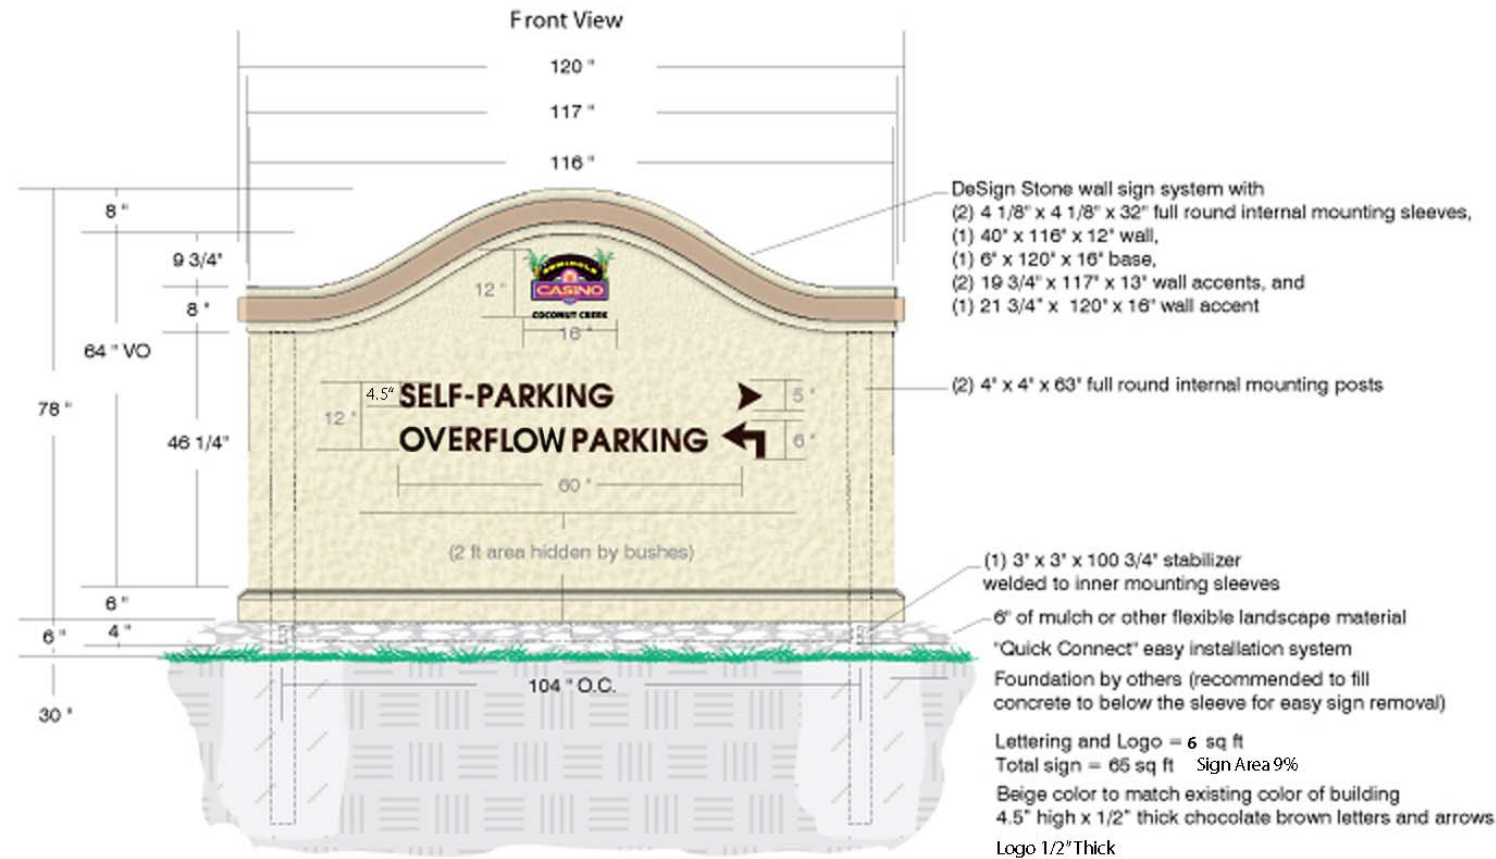 Front View
120 "
117 "
116 "
8 "
9 3/4"
8 "
64 " VO
78 "
46 1/4"
6 "
6 "
4 "
30 "
SEMINOLE
CASINO
COCONUT CREEK
12 "
16 "
4.5"
12 "
SELF-PARKING
5 "
OVERFLOW PARKING
6 "
60 "
(2 ft area hidden by bushes)
104 " O.C.
DeSign Stone wall sign system with
(2) 4 1/8" x 4 1/8" x 32" full round internal mounting sleeves,
(1) 40" x 116" x 12" wall,
(1) 6" x 120" x 16" base,
(2) 19 3/4" x 117" x 13" wall accents, and
(1) 21 3/4" x 120" x 16" wall accent
(2) 4" x 4" x 63" full round internal mounting posts
(1) 3" x 3" x 100 3/4" stabilizer
welded to inner mounting sleeves
6" of mulch or other flexible landscape material
"Quick Connect" easy installation system
Foundation by others (recommended to fill
concrete to below the sleeve for easy sign removal)
Lettering and Logo = 6 sq ft
Total sign = 65 sq ft Sign Area 9%
Beige color to match existing color of building
4.5" high x 1/2" thick chocolate brown letters and arrows
Logo 1/2" Thick